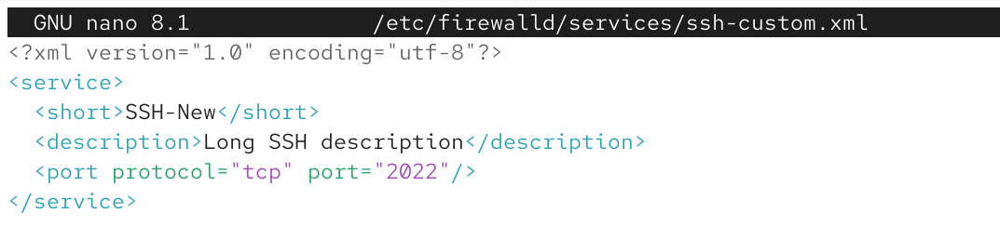 GNU nano 8.1 /etc/firewalld/services/ssh-custom.xml
<?xml version="1.0" encoding="utf-8"?>
<service>
  <short>SSH-New</short>
  <description>Long SSH description</description>
  <port protocol="tcp" port="2022"/>
</service>